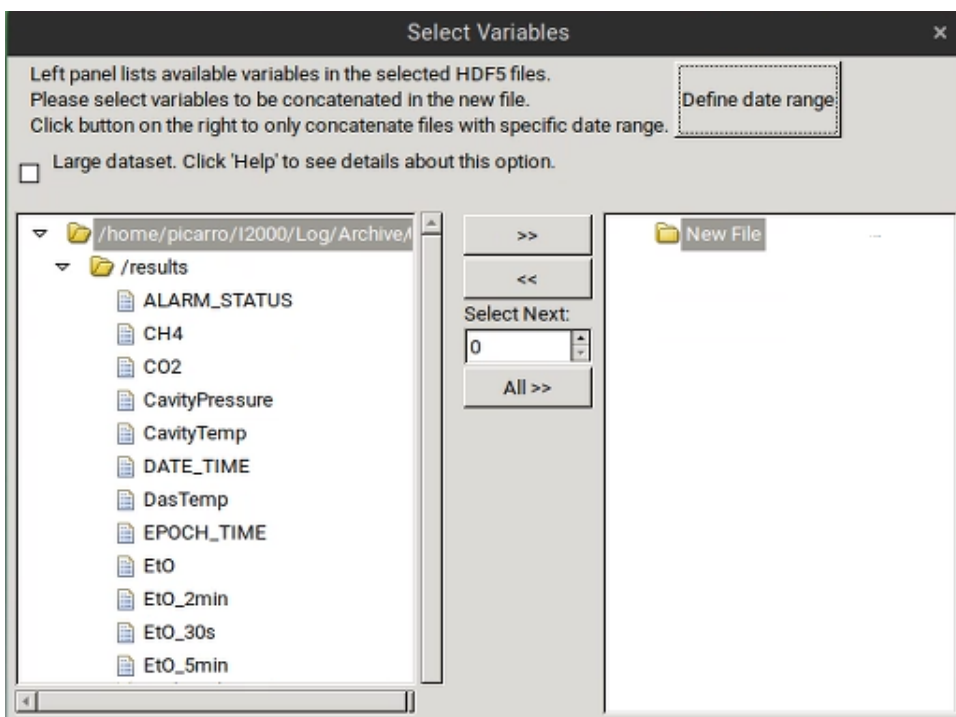 Select Variables
Left panel lists available variables in the selected HDF5 files.
Please select variables to be concatenated in the new file.
Click button on the right to only concatenate files with specific date range.
Define date range
Large dataset. Click 'Help' to see details about this option.
/home/picarro/I2000/Log/Archive/
/results
ALARM_STATUS
CH4
CO2
CavityPressure
CavityTemp
DATE_TIME
DasTemp
EPOCH_TIME
EtO
EtO_2min
EtO_30s
EtO_5min
>>
<<
Select Next:
0
All >>
New File